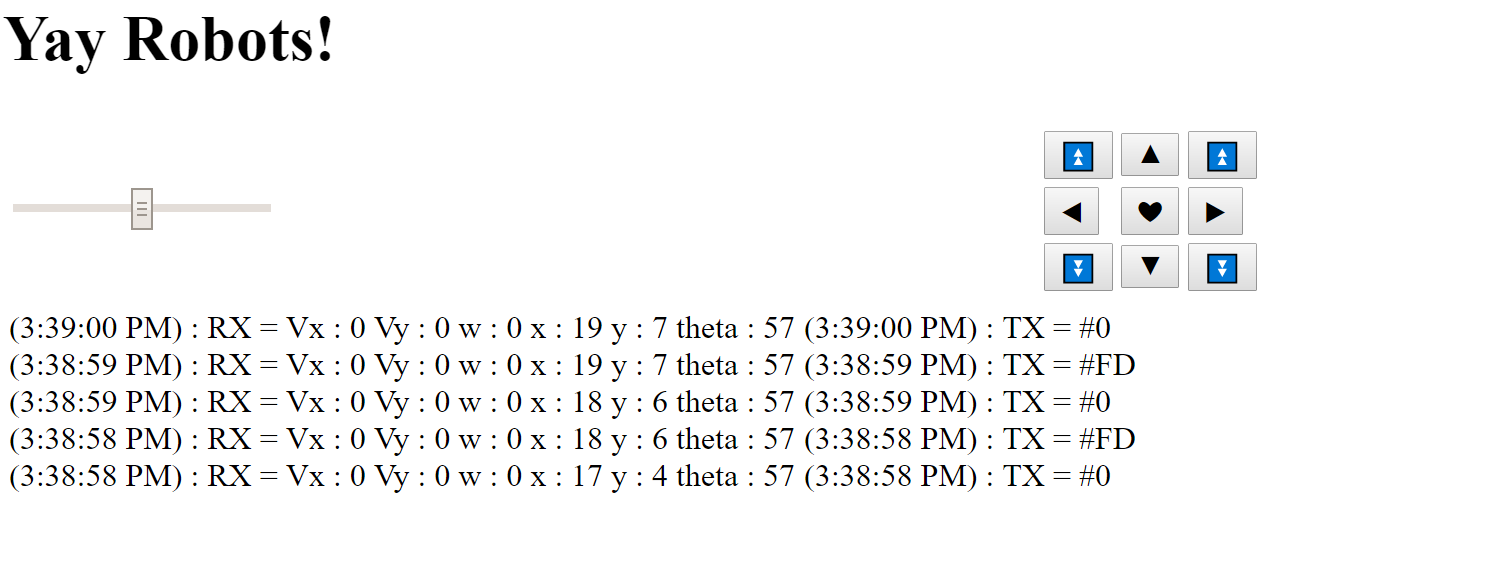 Yay Robots!
(3:39:00 PM) : RX = Vx : 0 Vy : 0 w : 0 x : 19 y : 7 theta : 57 (3:39:00 PM) : TX = #0
(3:38:59 PM) : RX = Vx : 0 Vy : 0 w : 0 x : 19 y : 7 theta : 57 (3:38:59 PM) : TX = #FD
(3:38:59 PM) : RX = Vx : 0 Vy : 0 w : 0 x : 18 y : 6 theta : 57 (3:38:59 PM) : TX = #0
(3:38:58 PM) : RX = Vx : 0 Vy : 0 w : 0 x : 18 y : 6 theta : 57 (3:38:58 PM) : TX = #FD
(3:38:58 PM) : RX = Vx : 0 Vy : 0 w : 0 x : 17 y : 4 theta : 57 (3:38:58 PM) : TX = #0